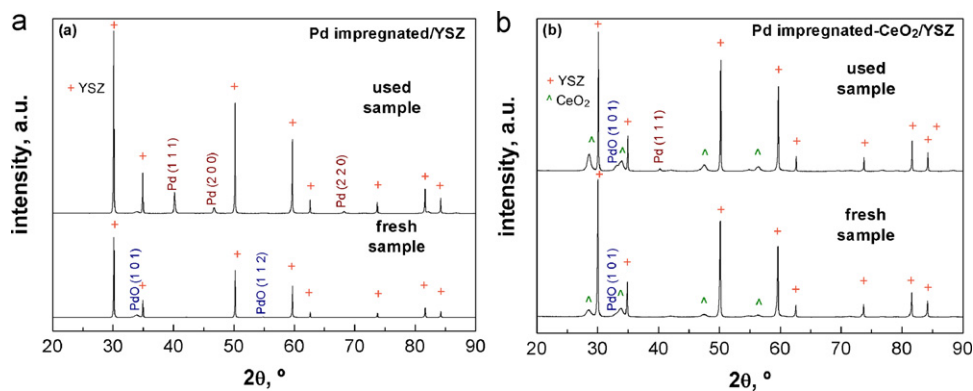 a
(a)
Pd impregnated/YSZ
+ YSZ
used
sample
Pd (1 1 1)
Pd (2 0 0)
Pd (2 2 0)
fresh
sample
PdO (1 0 1)
PdO (1 1 2)
intensity, a.u.
20 30 40 50 60 70 80 90
2θ, º
b
(b)
Pd impregnated-CeO₂/YSZ
+ YSZ
^ CeO₂
used
sample
PdO (1 0 1)
Pd (1 1 1)
fresh
sample
PdO (1 0 1)
intensity, a.u.
20 30 40 50 60 70 80 90
2θ, º